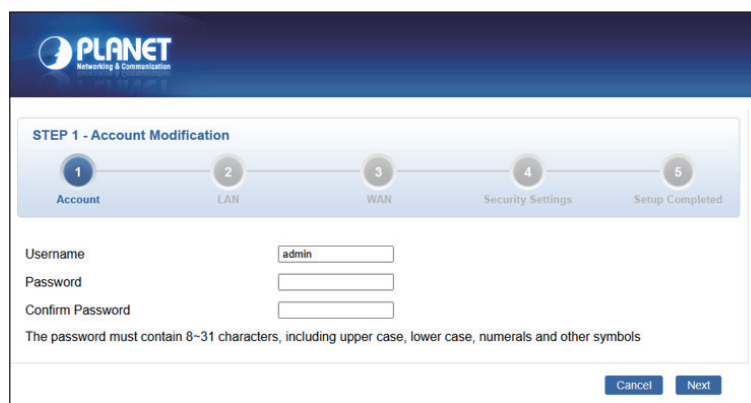 PLANET
Networking & Communication
STEP 1 - Account Modification
1 2 3 4 5
Account LAN WAN Security Settings Setup Completed
Username admin
Password
Confirm Password
The password must contain 8~31 characters, including upper case, lower case, numerals and other symbols
Cancel Next